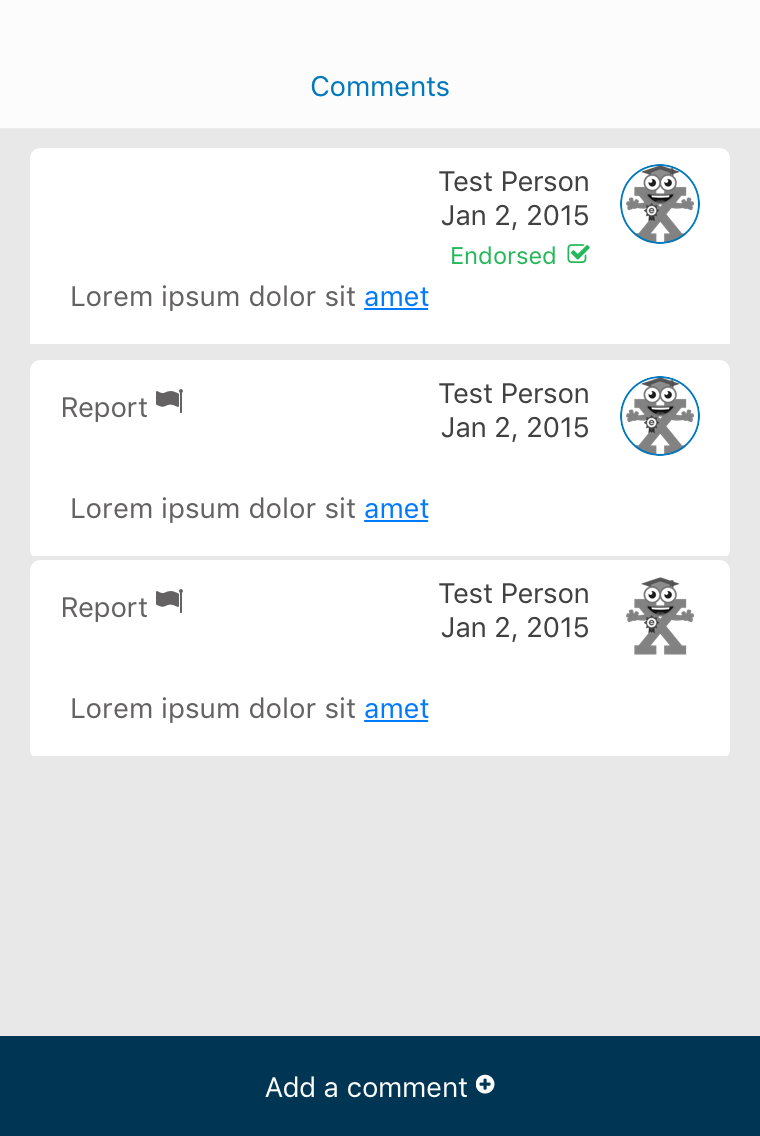 Comments
Test Person
Jan 2, 2015
Endorsed
Lorem ipsum dolor sit amet
Report
Test Person
Jan 2, 2015
Lorem ipsum dolor sit amet
Report
Test Person
Jan 2, 2015
Lorem ipsum dolor sit amet
Add a comment